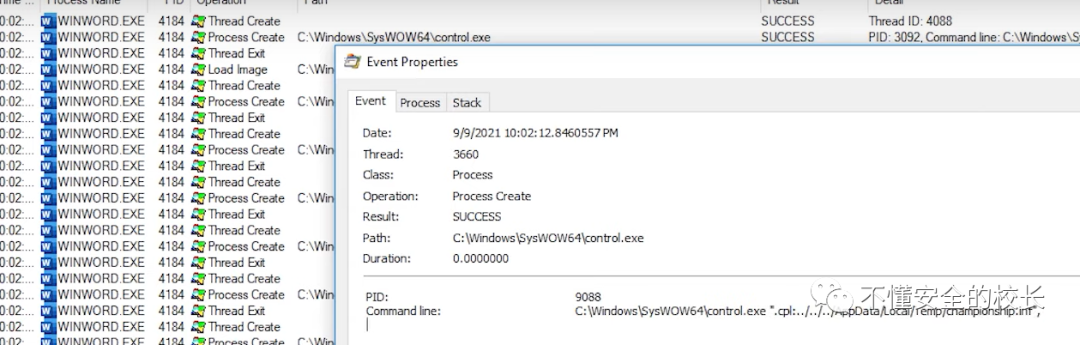 Time ... Process Name PID Operation Path Result Detail
0:02:... WINWORD.EXE 4184 Thread Create SUCCESS Thread ID: 4088
0:02:... WINWORD.EXE 4184 Process Create C:\Windows\SysWOW64\control.exe SUCCESS PID: 3092, Command line: C:\Windows\S
0:02:... WINWORD.EXE 4184 Thread Exit
0:02:... WINWORD.EXE 4184 Load Image C:\Win
0:02:... WINWORD.EXE 4184 Thread Create
0:02:... WINWORD.EXE 4184 Process Create C:\Win
0:02:... WINWORD.EXE 4184 Thread Exit
0:02:... WINWORD.EXE 4184 Thread Create
0:02:... WINWORD.EXE 4184 Process Create C:\Win
0:02:... WINWORD.EXE 4184 Thread Exit
0:02:... WINWORD.EXE 4184 Thread Create
0:02:... WINWORD.EXE 4184 Process Create C:\Win
0:02:... WINWORD.EXE 4184 Thread Exit
0:02:... WINWORD.EXE 4184 Thread Create
0:02:... WINWORD.EXE 4184 Process Create C:\Win
0:02:... WINWORD.EXE 4184 Thread Exit
0:02:... WINWORD.EXE 4184 Thread Create
0:02:... WINWORD.EXE 4184 Process Create C:\Win
0:02:... WINWORD.EXE 4184 Thread Exit
0:02:... WINWORD.EXE 4184 Thread Create
0:02:... WINWORD.EXE 4184 Process Create C:\Win
Event Properties
Event Process Stack
Date: 9/9/2021 10:02:12.8460557 PM
Thread: 3660
Class: Process
Operation: Process Create
Result: SUCCESS
Path: C:\Windows\SysWOW64\control.exe
Duration: 0.0000000
PID: 9088
Command line: C:\Windows\SysWOW64\control.exe ".cpl:../../../AppData/Local/Temp/championship.inf",
不懂安全的校长